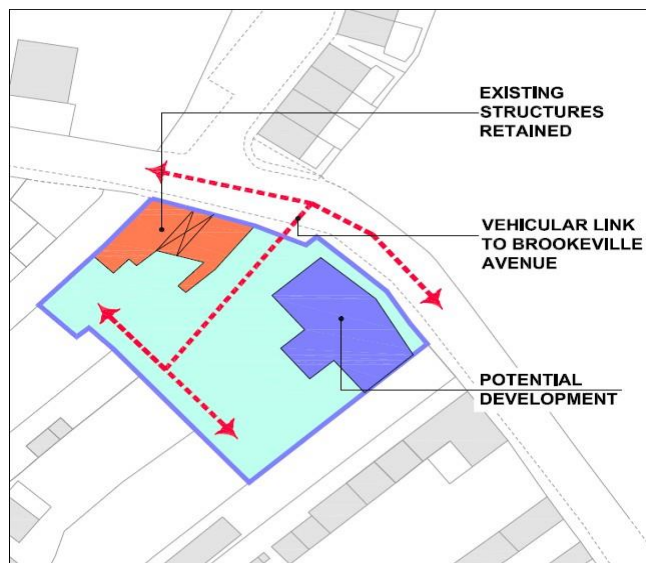 EXISTING
STRUCTURES
RETAINED
VEHICULAR LINK
TO BROOKEVILLE
AVENUE
POTENTIAL
DEVELOPMENT